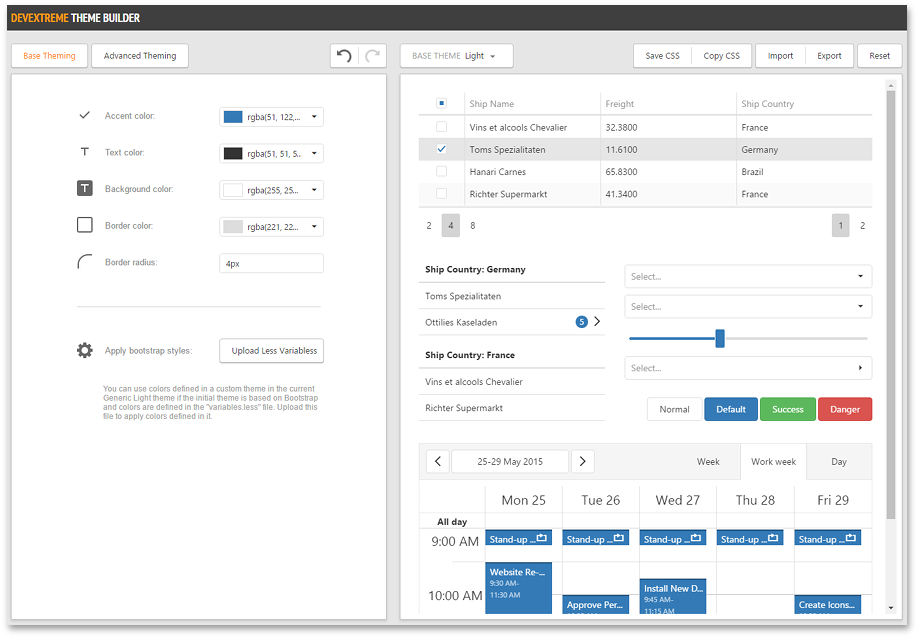 DEVEXTREME THEME BUILDER
Base Theming
Advanced Theming
BASE THEME Light
Save CSS
Copy CSS
Import
Export
Reset
Accent color:
rgba(51, 122,...
Text color:
rgba(51, 51, 5..
Background color:
rgba(255, 25...
Border color:
rgba(221, 22...
Border radius:
4px
Apply bootstrap styles:
Upload Less Variabless
You can use colors defined in a custom theme in the current
Generic Light theme if the initial theme is based on Bootstrap
and colors are defined in the "variables.less" file. Upload this
file to apply colors defined in it.
Ship Name Freight Ship Country
Vins et alcools Chevalier 32.3800 France
Toms Spezialitaten 11.6100 Germany
Hanari Carnes 65.8300 Brazil
Richter Supermarkt 41.3400 France
2 4 8 1 2
Ship Country: Germany
Toms Spezialitaten
Ottilies Kaseladen 5
Ship Country: France
Vins et alcools Chevalier
Richter Supermarkt
Select...
Select...
Select...
Normal Default Success Danger
25-29 May 2015
Week Work week Day
Mon 25 Tue 26 Wed 27 Thu 28 Fri 29
All day
9:00 AM
Stand-up ... Stand-up ... Stand-up ... Stand-up ... Stand-up ...
Website Re-...
9:30 AM-
11:30 AM
10:00 AM
Approve Per...
Install New D...
9:45 AM-
11:15 AM
Create Icons...